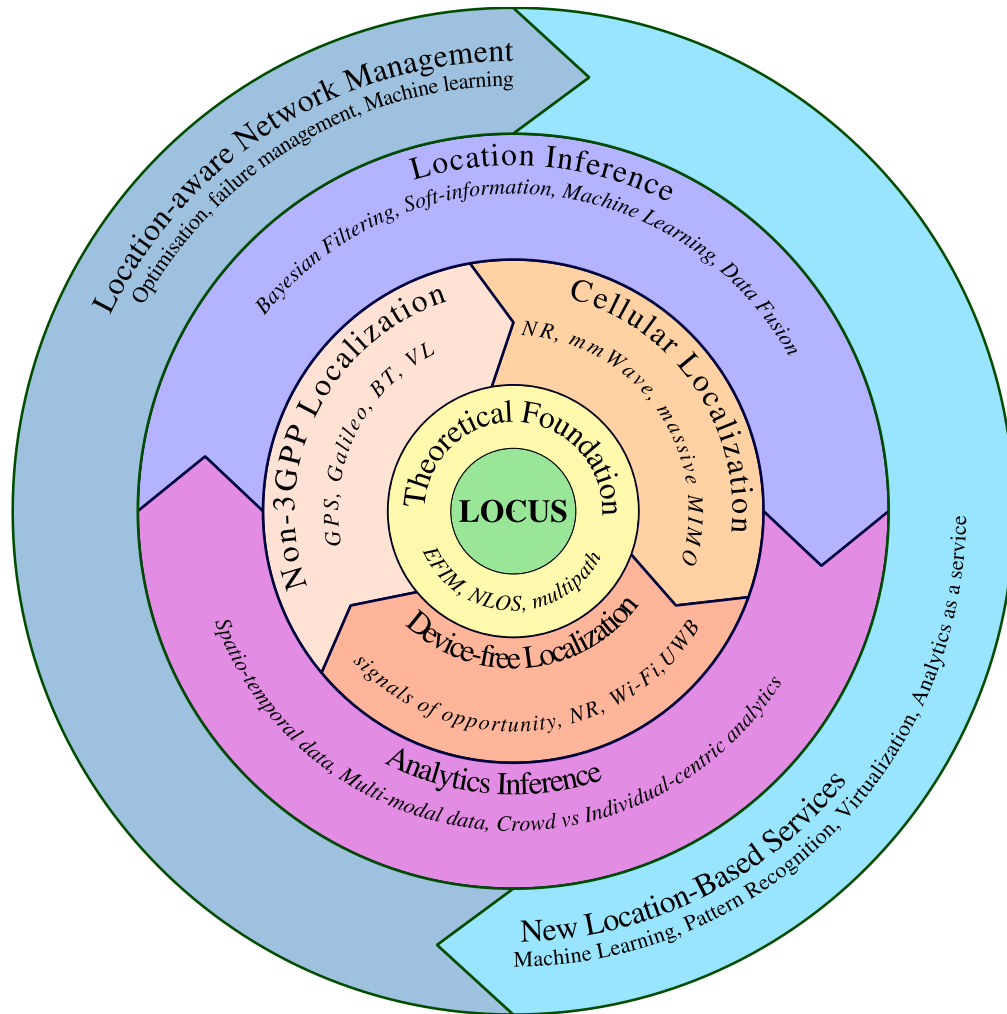 Location-aware Network Management
Optimisation, failure management, Machine learning
Location Inference
Bayesian Filtering, Soft-information, Machine Learning, Data Fusion
Non-3GPP Localization
GPS, Galileo, BT, VL
Cellular Localization
NR, mmWave, massive MIMO
Theoretical Foundation
LOCUS
EFIM, NLOS, multipath
Device-free Localization
signals of opportunity, NR, Wi-Fi,UWB
Analytics Inference
Spatio-temporal data, Multi-modal data, Crowd vs Individual-centric analytics
New Location-Based Services
Machine Learning, Pattern Recognition, Virtualization, Analytics as a service